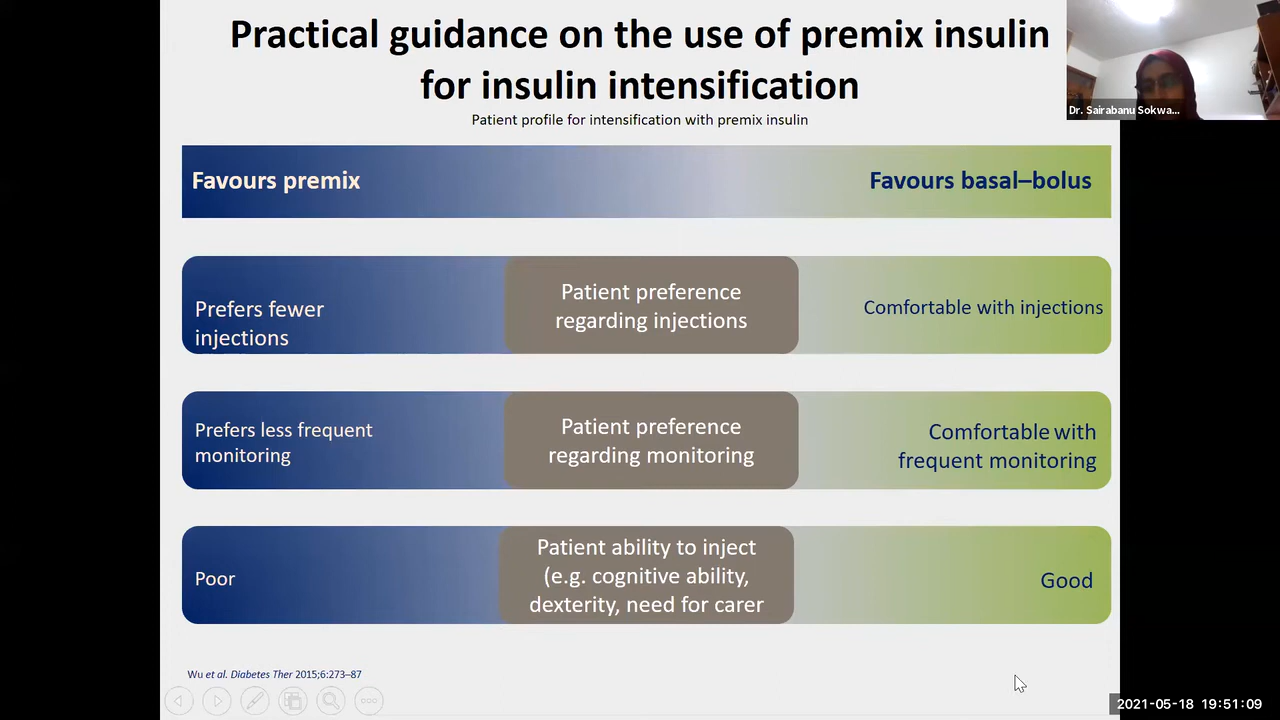 Practical guidance on the use of premix insulin
for insulin intensification
Patient profile for intensification with premix insulin
Dr. Sairabanu Sokwa...
Favours premix
Favours basal–bolus
Prefers fewer
injections
Patient preference
regarding injections
Comfortable with injections
Prefers less frequent
monitoring
Patient preference
regarding monitoring
Comfortable with
frequent monitoring
Poor
Patient ability to inject
(e.g. cognitive ability,
dexterity, need for carer
Good
Wu et al. Diabetes Ther 2015;6:273–87
2021-05-18 19:51:09